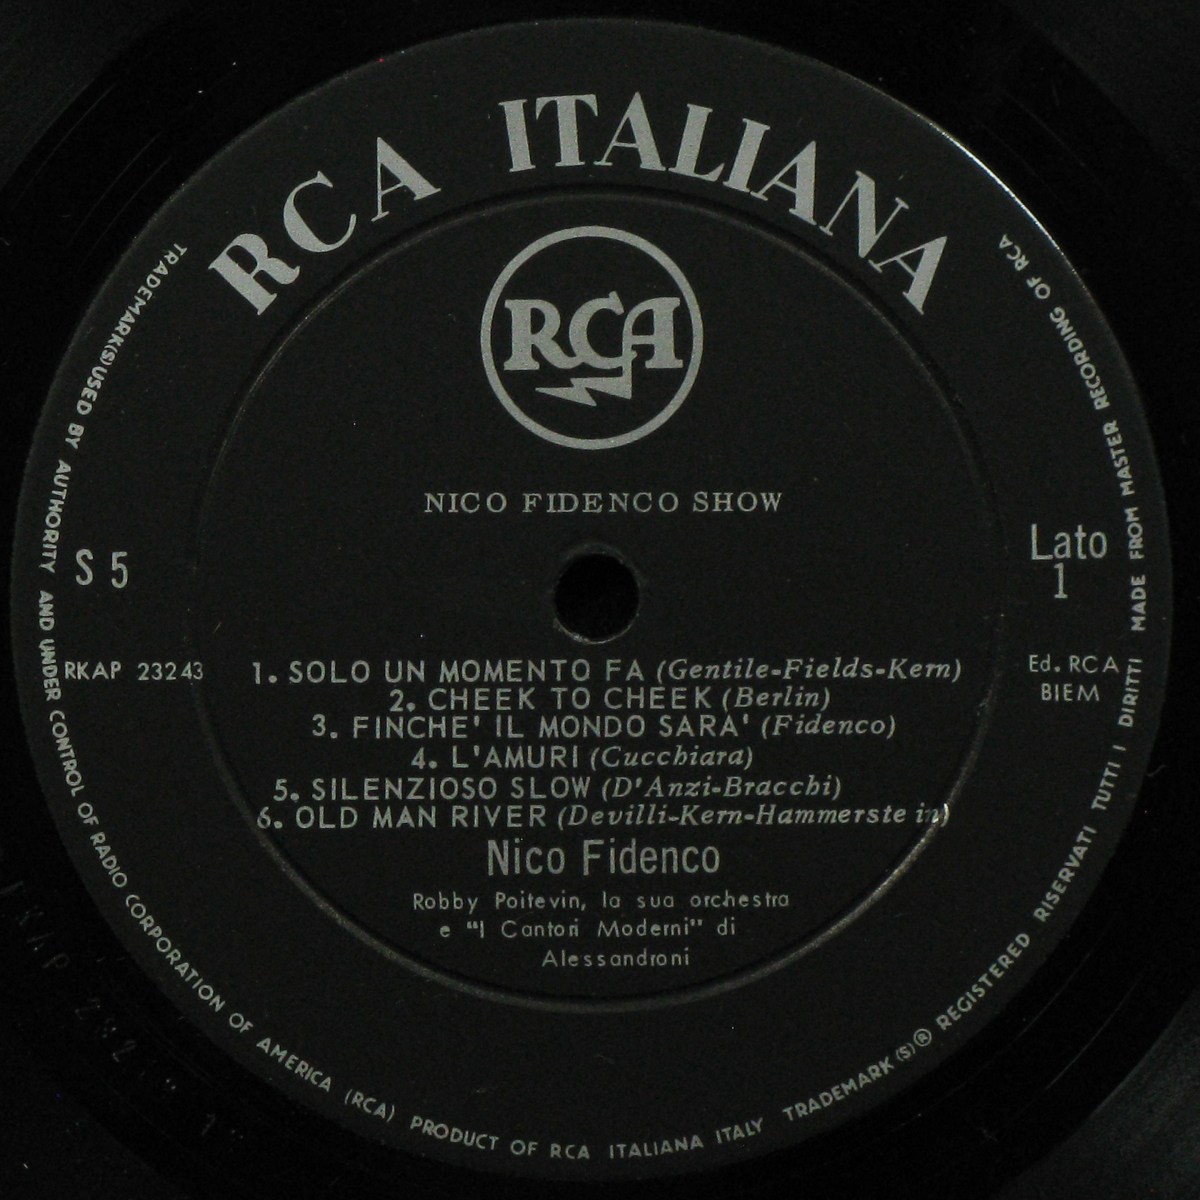 RCA ITALIANA
RCA
NICO FIDENCO SHOW
S 5
Lato
1
RKAP 23243
Ed. RCA
BIEM
1. SOLO UN MOMENTO FA (Gentile-Fields-Kern)
2. CHEEK TO CHEEK (Berlin)
3. FINCHE' IL MONDO SARA' (Fidenco)
4. L'AMURI (Cucchiara)
5. SILENZIOSO SLOW (D'Anzi-Bracchi)
6. OLD MAN RIVER (Devilli-Kern-Hammerste in)
Nico Fidenco
Robby Poitevin, la sua orchestra
e "I Cantori Moderni" di
Alessandroni
TRADEMARK(S) USED BY AUTHORITY AND UNDER CONTROL OF RADIO CORPORATION OF AMERICA (RCA) PRODUCT OF RCA ITALIANA ITALY TRADEMARK (S) ® REGISTERED RISERVATI TUTTI I DIRITTI MADE FROM MASTER RECORDING OF RCA